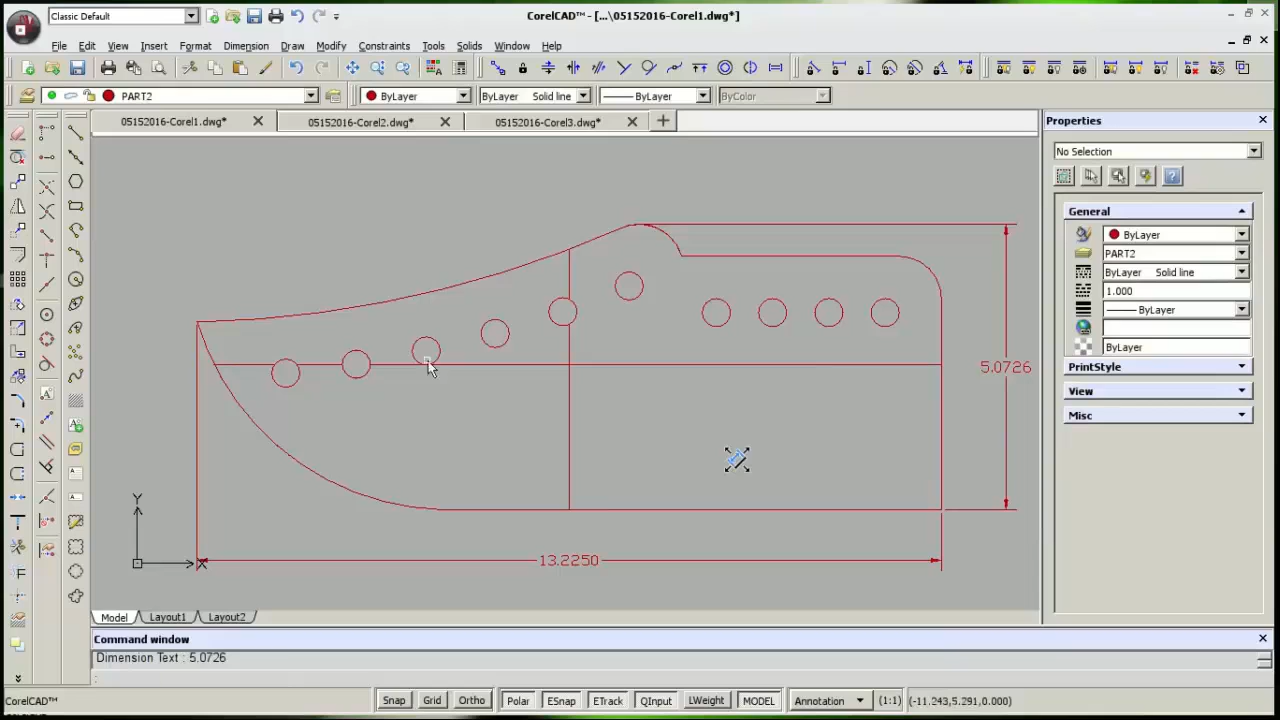 Classic Default
CorelCAD™ - [...\05152016-Corel1.dwg*]
File Edit View Insert Format Dimension Draw Modify Constraints Tools Solids Window Help
PART2 ByLayer ByLayer Solid line ByLayer ByColor
05152016-Corel1.dwg* 05152016-Corel2.dwg* 05152016-Corel3.dwg*
Properties
No Selection
General
ByLayer
PART2
ByLayer Solid line
1.000
ByLayer
ByLayer
PrintStyle
View
Misc
5.0726
13.2250
Y
X
Model Layout1 Layout2
Command window
Dimension Text : 5.0726
:
CorelCAD™ Snap Grid Ortho Polar ESnap ETrack QInput LWeight MODEL Annotation (1:1) (-11.243,5.291,0.000)